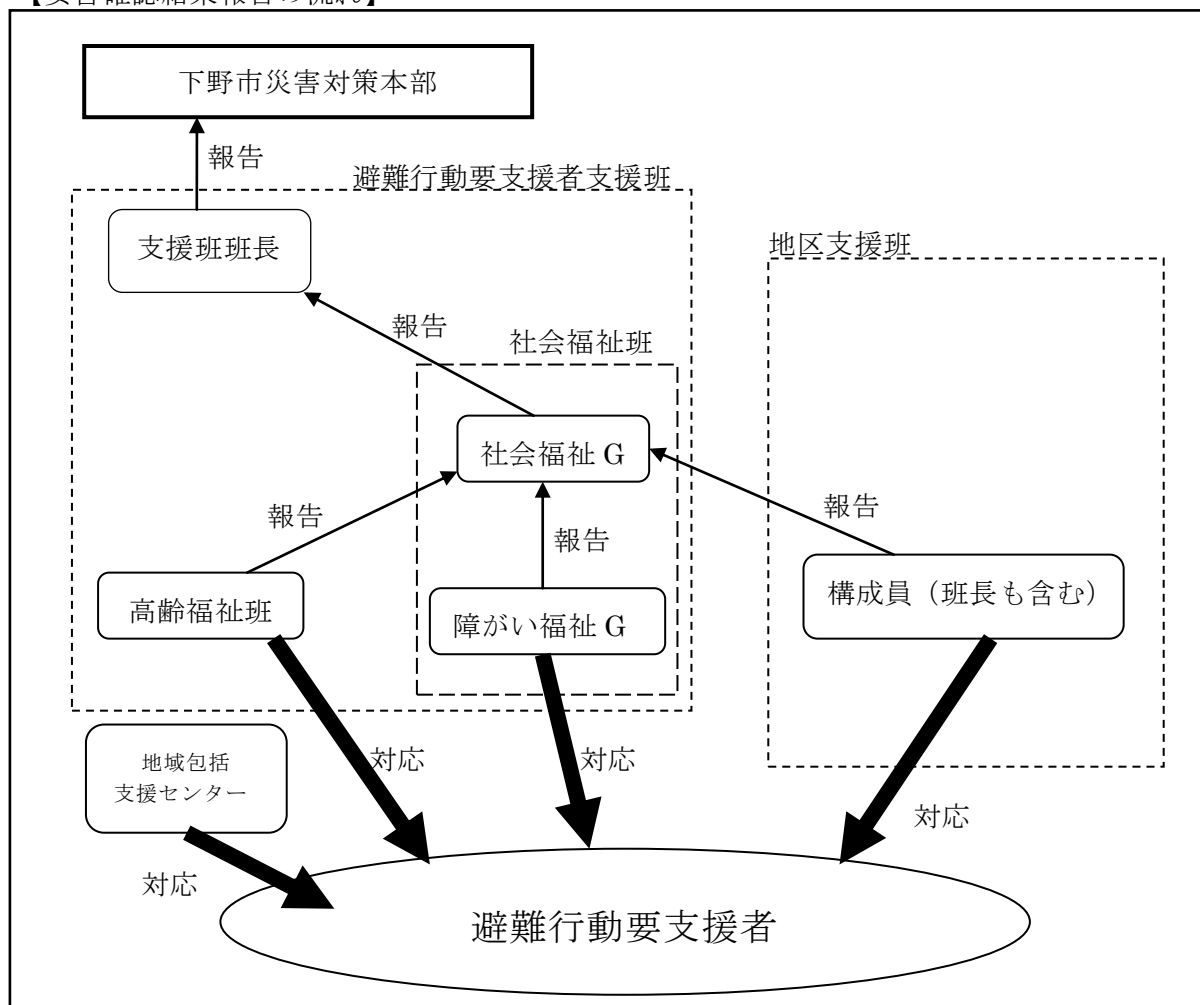 下野市災害対策本部
報告
避難行動要支援者支援班
支援班班長
地区支援班
報告
社会福祉班
社会福祉 G
報告
報告
報告
高齢福祉班
障がい福祉 G
構成員（班長も含む）
地域包括
支援センター
対応
対応
対応
対応
避難行動要支援者